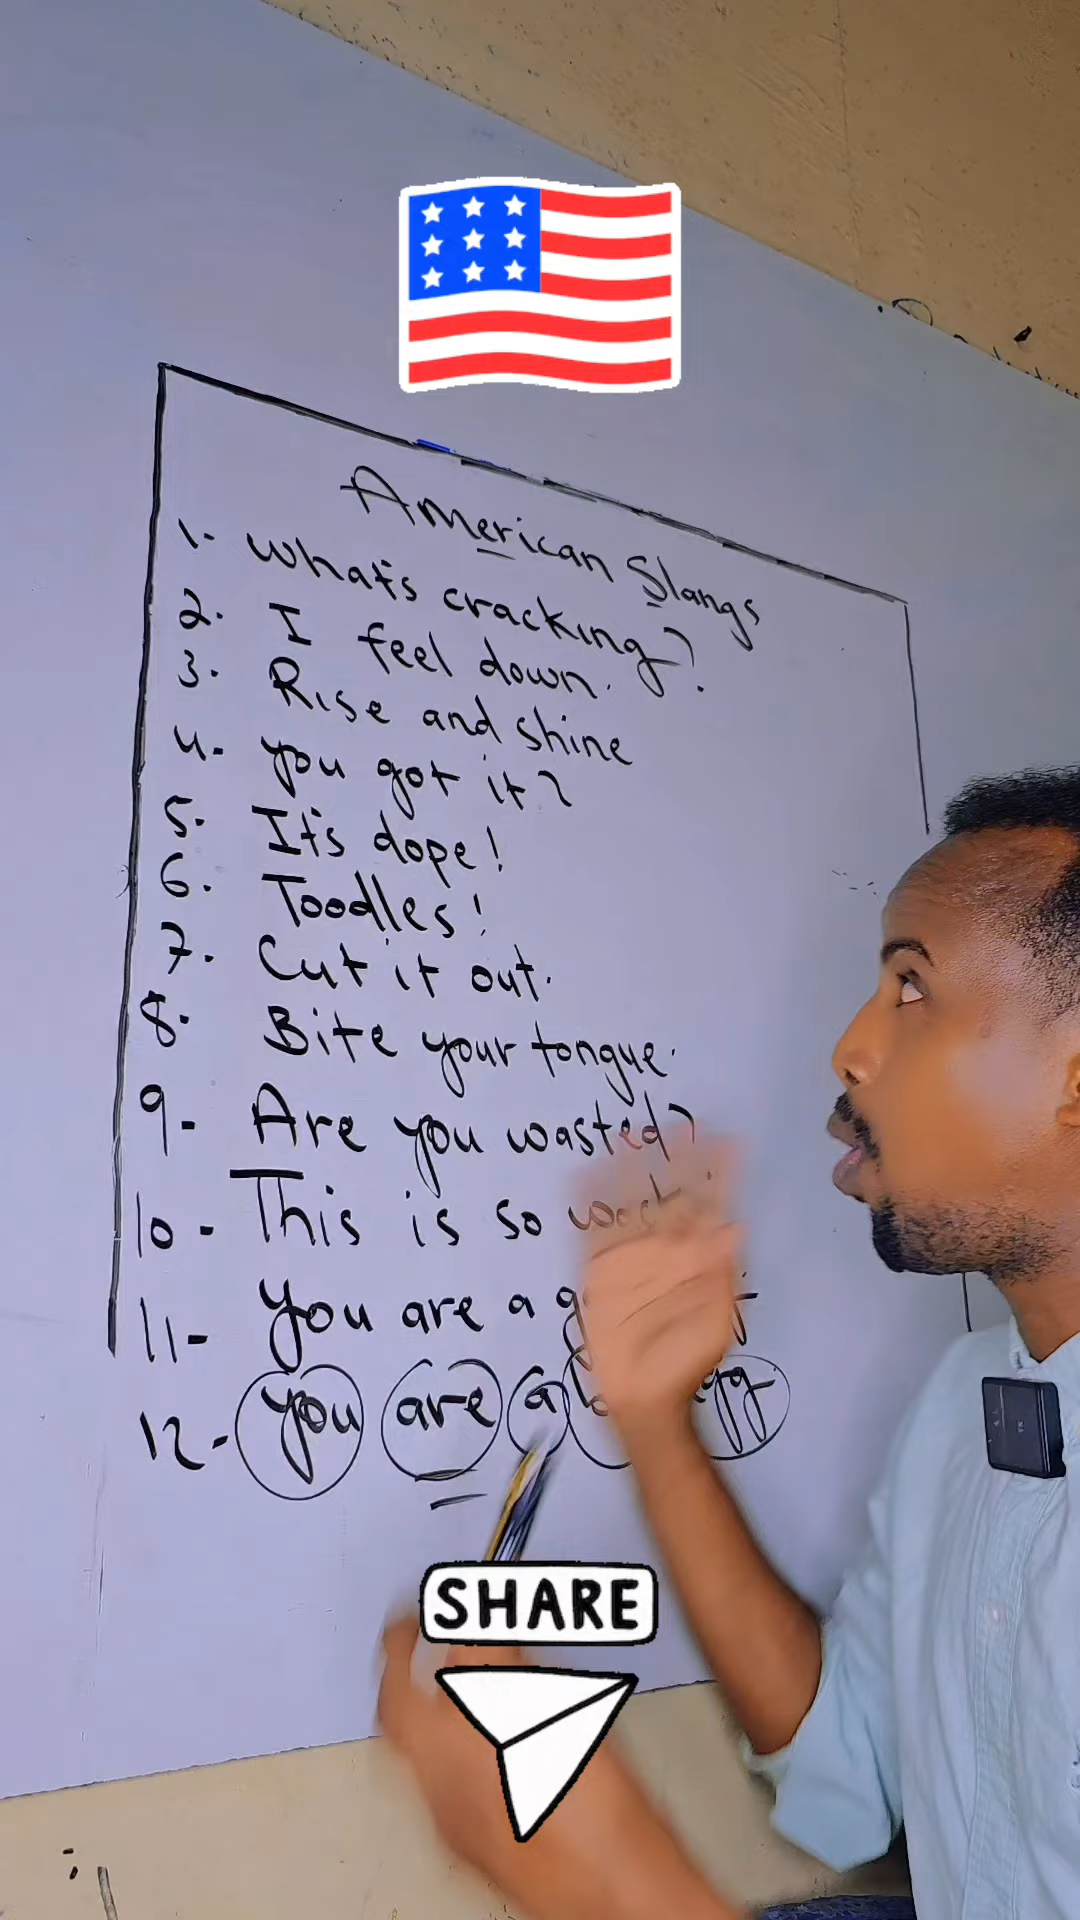 American Slangs
1- What's cracking?
2. I feel down.
3. Rise and shine
4. you got it?
5. It's dope!
6. Toodles!
7. Cut it out.
8. Bite your tongue.
9- Are you wasted?
10- This is so
11- You are a
12- you are a
SHARE